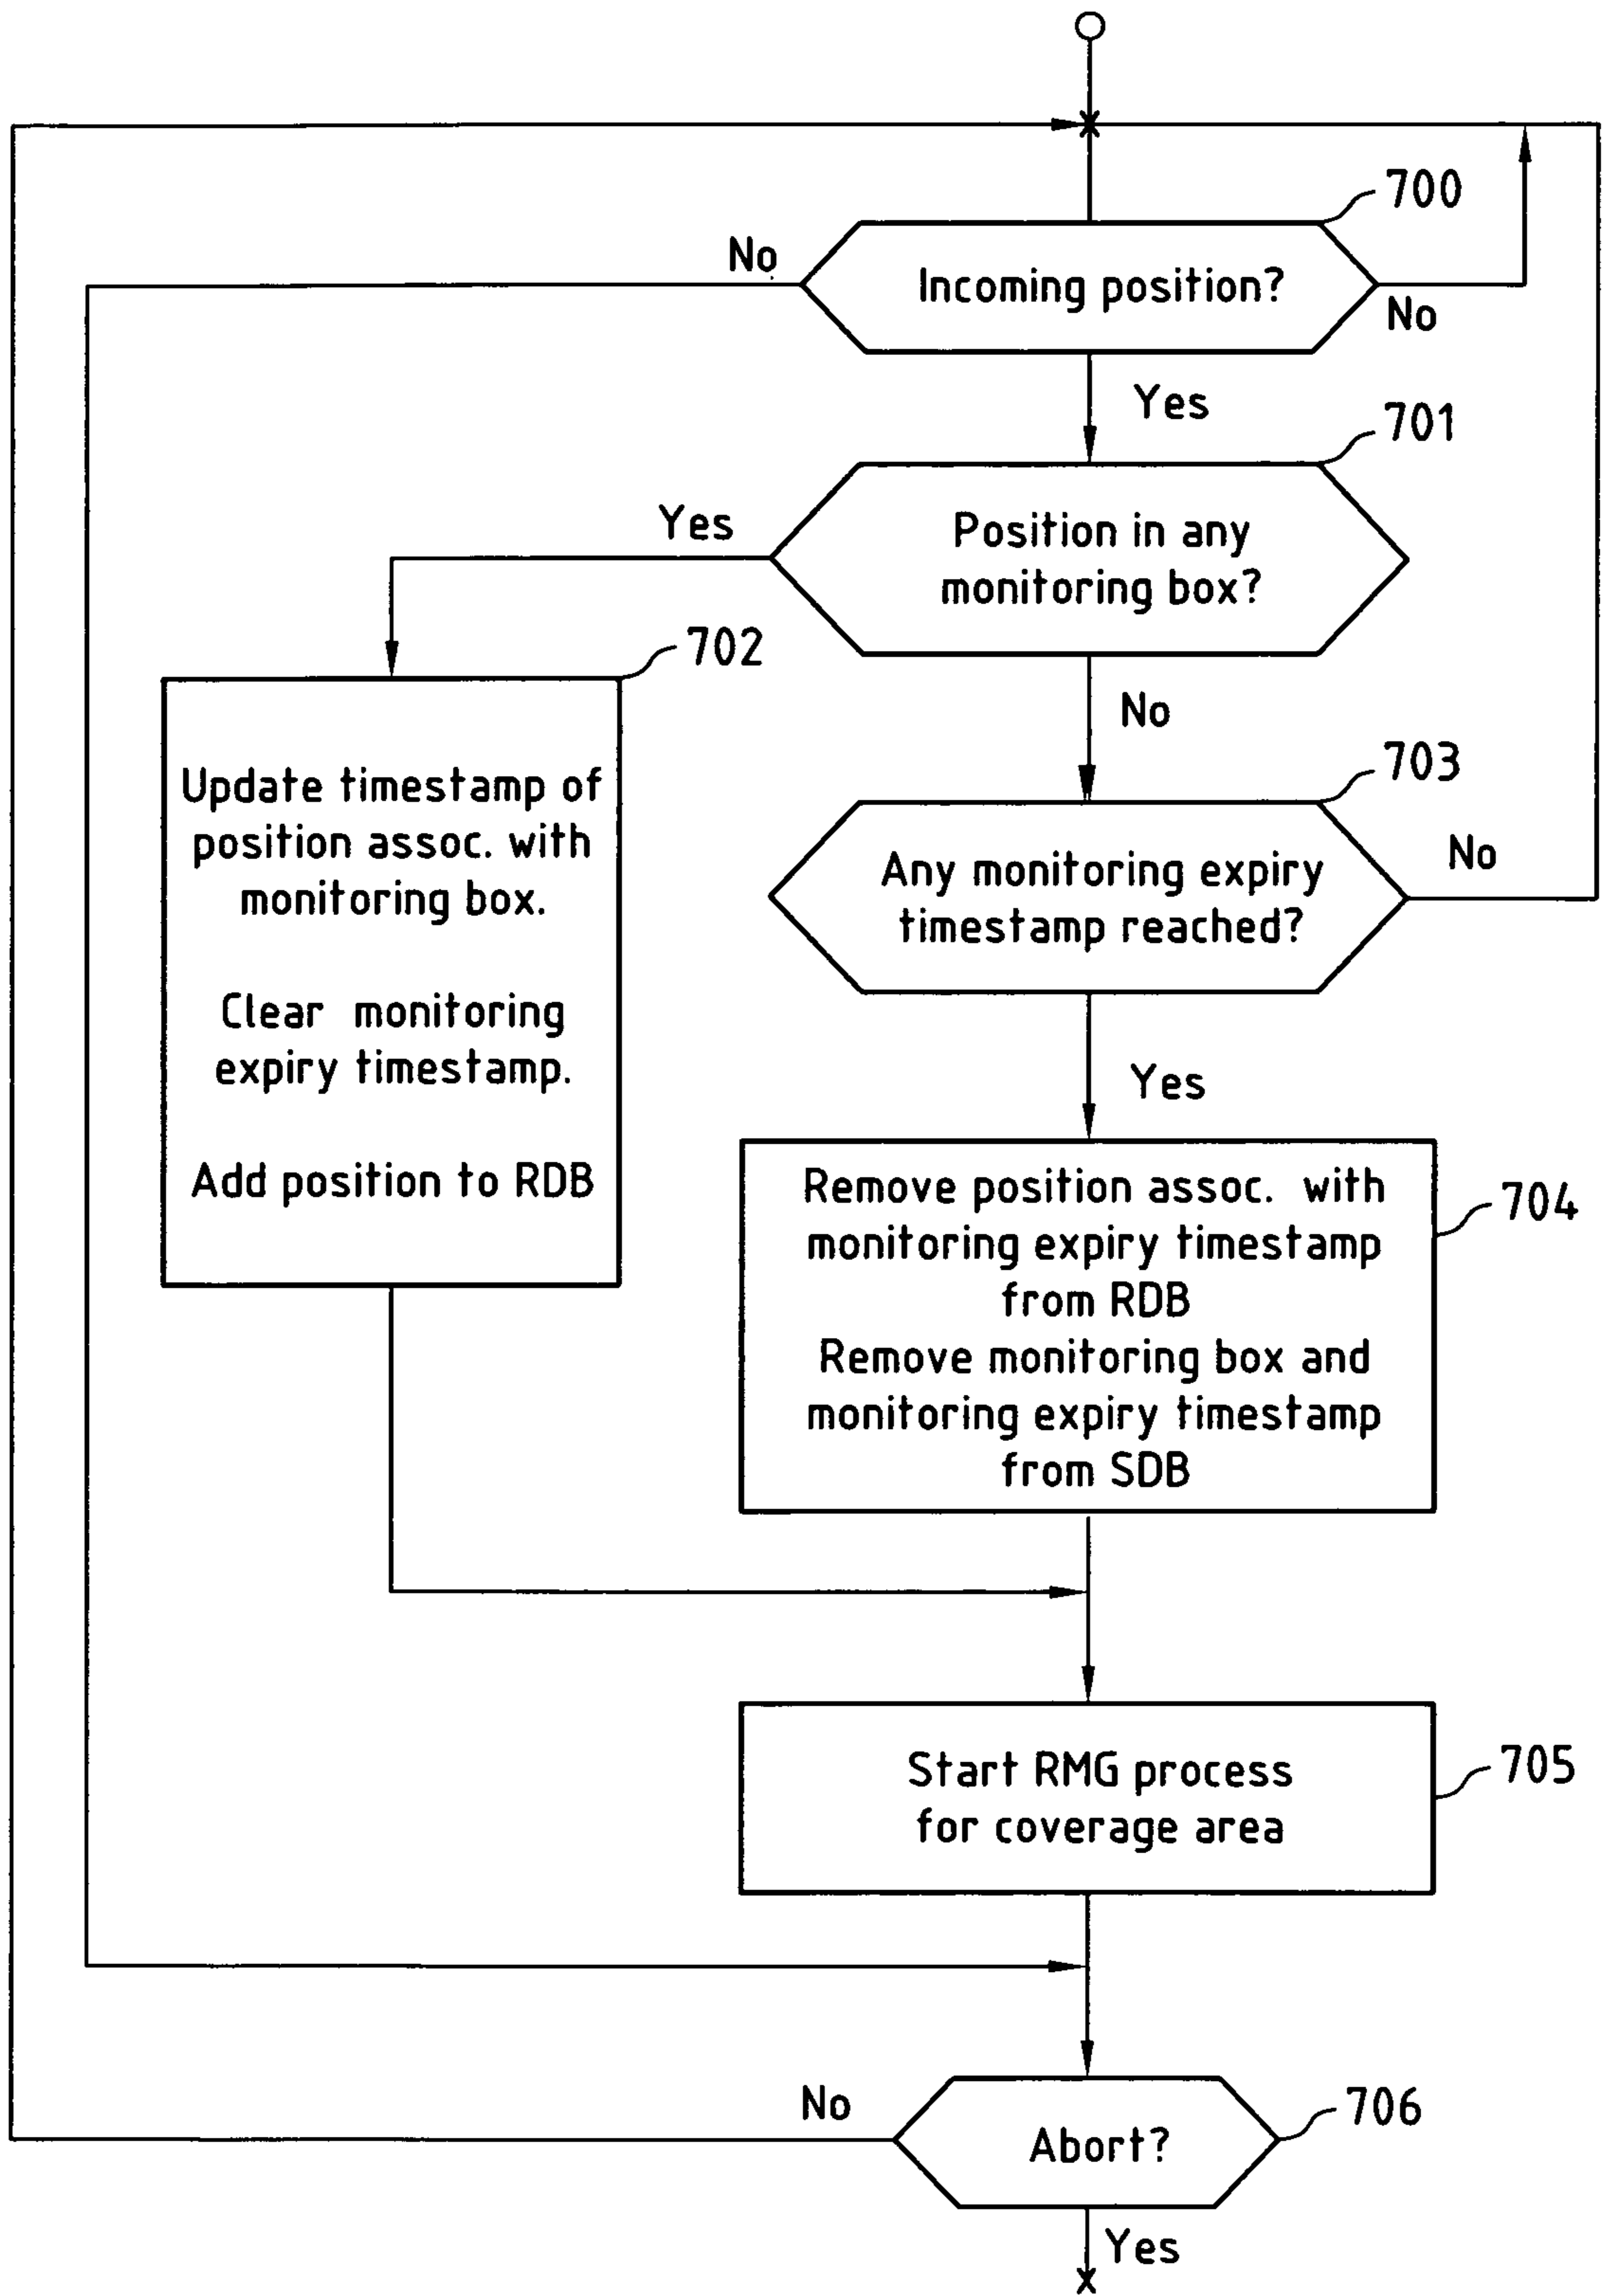 700
No
Incoming position?
No
Yes
701
Yes
Position in any
monitoring box?
702
No
703
Update timestamp of
position assoc. with
monitoring box.
Clear monitoring
expiry timestamp.
Add position to RDB
Any monitoring expiry
timestamp reached?
No
Yes
Remove position assoc. with
monitoring expiry timestamp
from RDB
Remove monitoring box and
monitoring expiry timestamp
from SDB
704
Start RMG process
for coverage area
705
No
706
Abort?
Yes